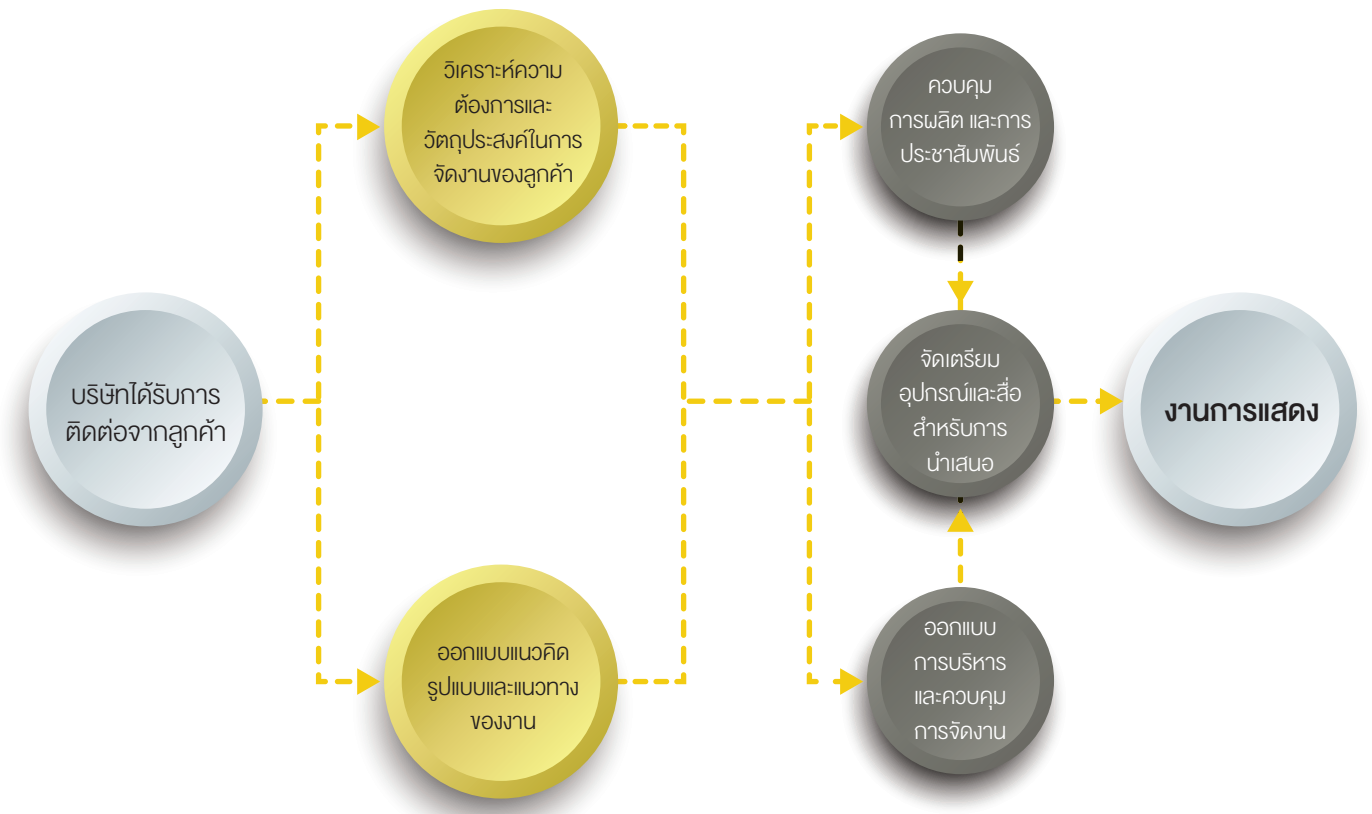 บริษัทได้รับการ
ติดต่อจากลูกค้า
วิเคราะห์ความ
ต้องการและ
วัตถุประสงค์ในการ
จัดงานของลูกค้า
ออกแบบแนวคิด
รูปแบบและแนวทาง
ของงาน
ควบคุม
การผลิต และการ
ประชาสัมพันธ์
จัดเตรียม
อุปกรณ์และสื่อ
สำหรับการ
นำเสนอ
ออกแบบ
การบริหาร
และควบคุม
การจัดงาน
งานการแสดง